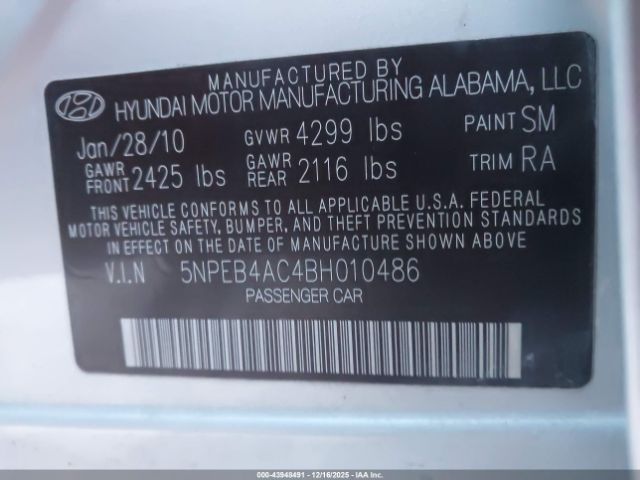 MANUFACTURED BY
HYUNDAI MOTOR MANUFACTURING ALABAMA, LLC
Jan/28/10 GVWR 4299 lbs PAINT SM
GAWR FRONT 2425 lbs GAWR REAR 2116 lbs TRIM RA
THIS VEHICLE CONFORMS TO ALL APPLICABLE U.S.A. FEDERAL
MOTOR VEHICLE SAFETY, BUMPER, AND THEFT PREVENTION STANDARDS
IN EFFECT ON THE DATE OF MANUFACTURE SHOWN ABOVE.
V.I.N 5NPEB4AC4BH010486
PASSENGER CAR
000-43948491 - 12/16/2025 - IAAI.COM